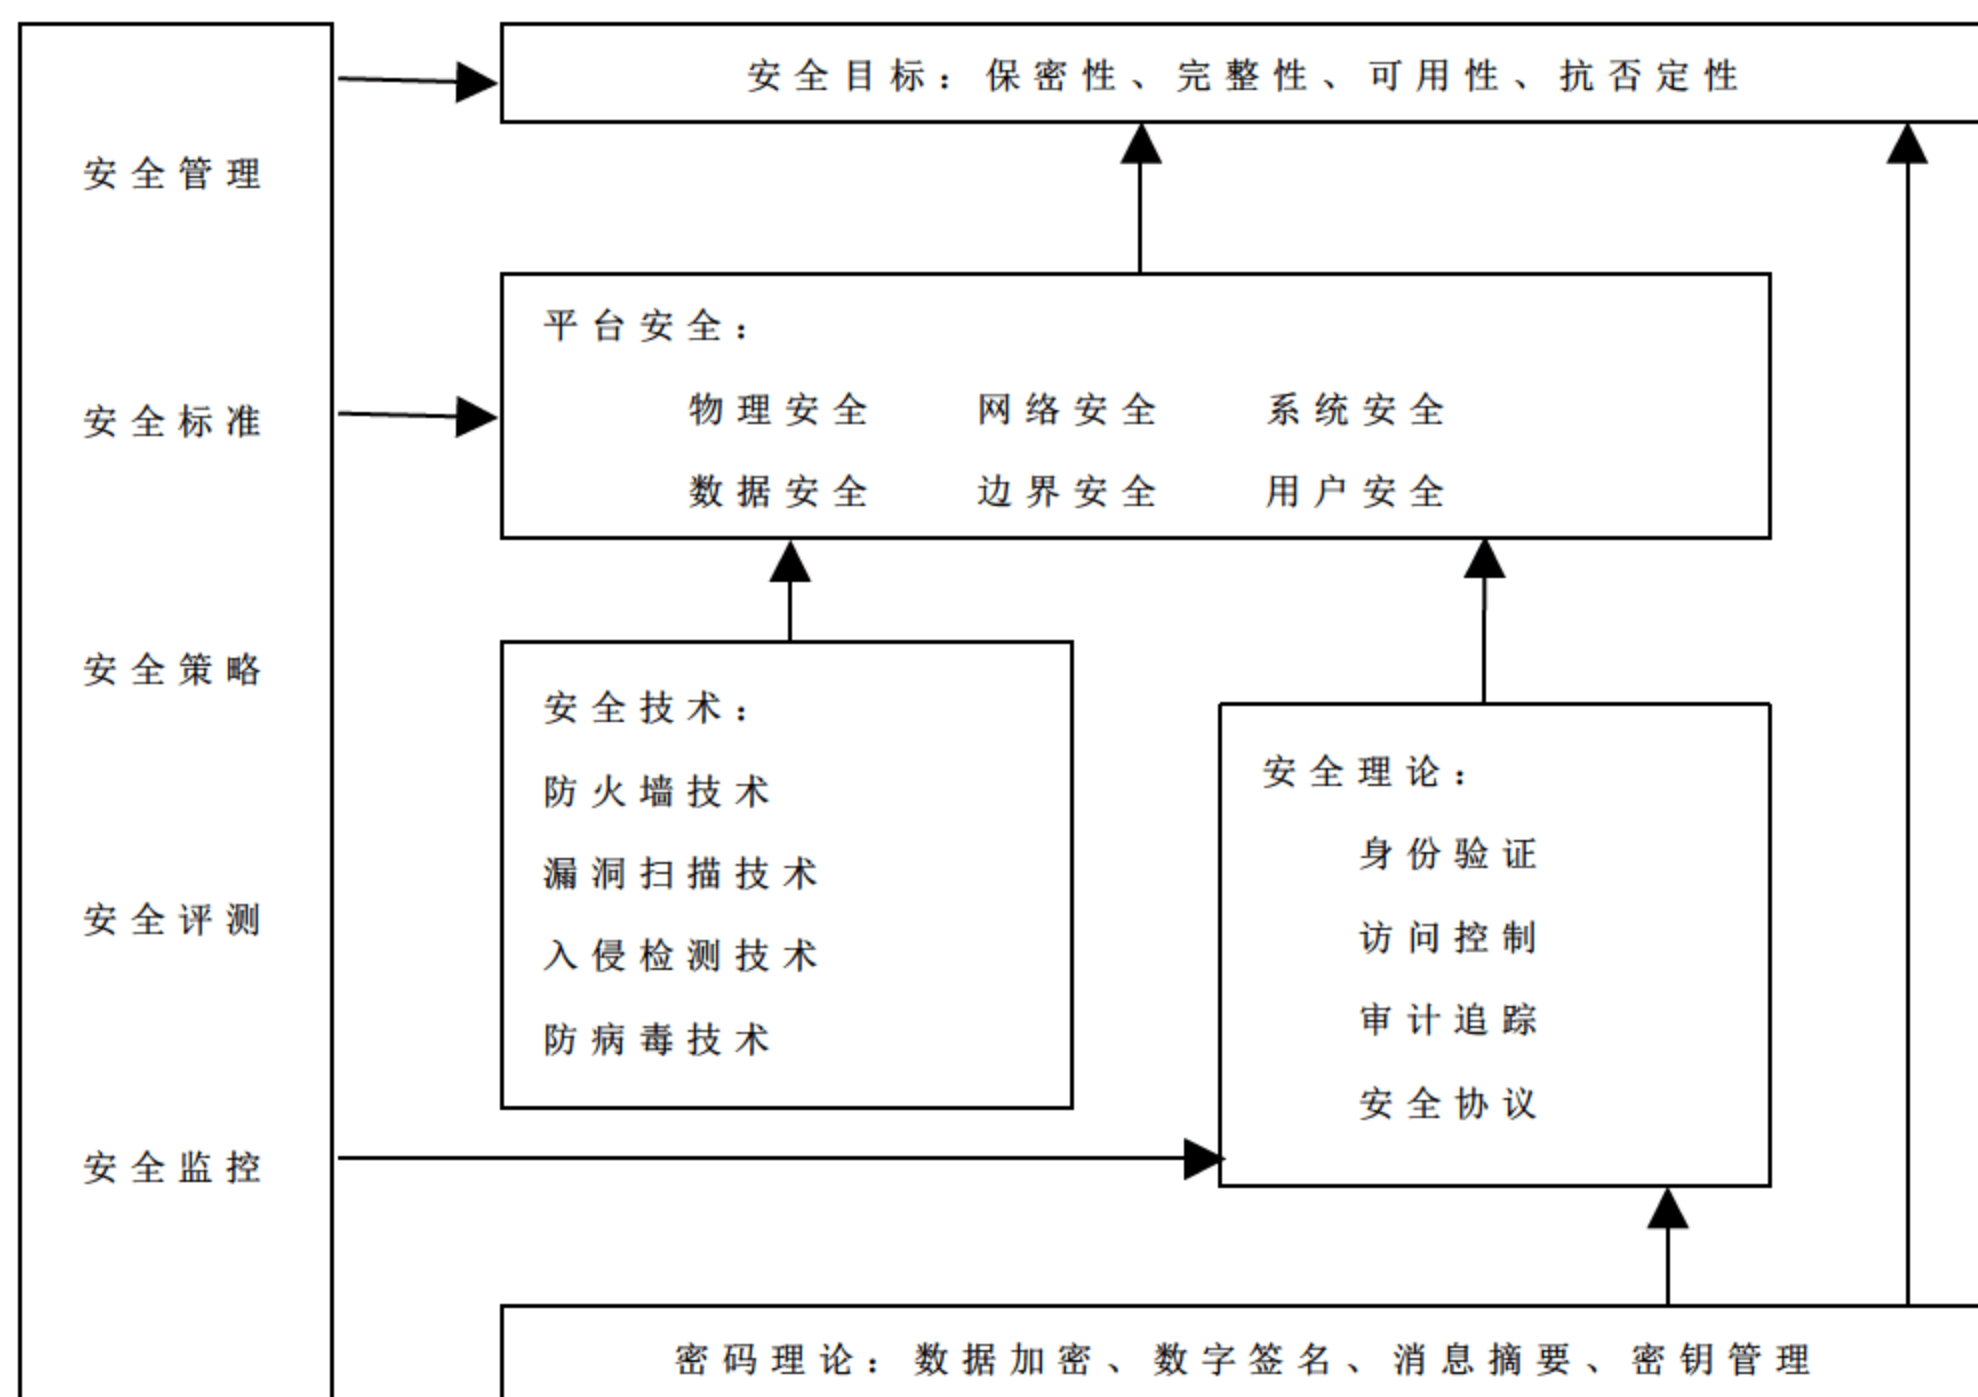 安全管理
安全标准
安全策略
安全评测
安全监控
安全目标：保密性、完整性、可用性、抗否定性
平台安全：
物理安全 网络安全 系统安全
数据安全 边界安全 用户安全
安全技术：
防火墙技术
漏洞扫描技术
入侵检测技术
防病毒技术
安全理论：
身份验证
访问控制
审计追踪
安全协议
密码理论：数据加密、数字签名、消息摘要、密钥管理